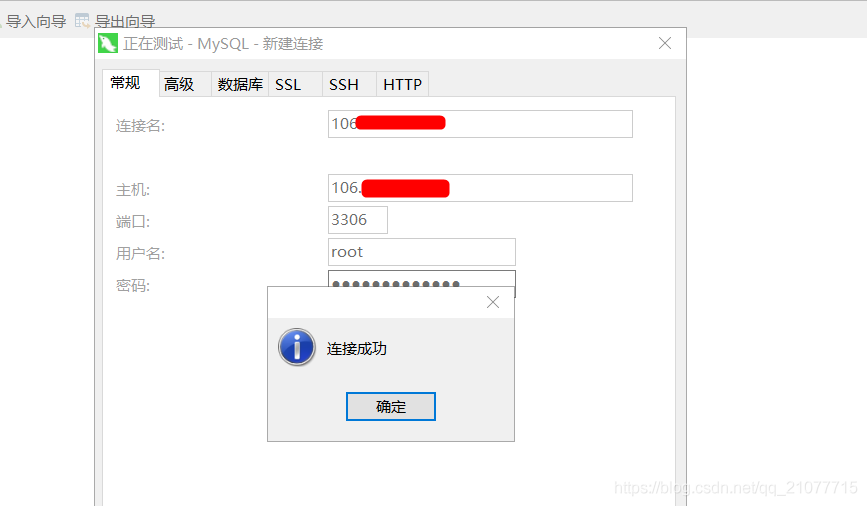 导入向导 导出向导
正在测试 - MySQL - 新建连接
常规 高级 数据库 SSL SSH HTTP
连接名: 106
主机: 106.
端口: 3306
用户名: root
密码: ●●●●●●●●●●●●●
连接成功
确定
https://blog.csdn.net/qq_21077715